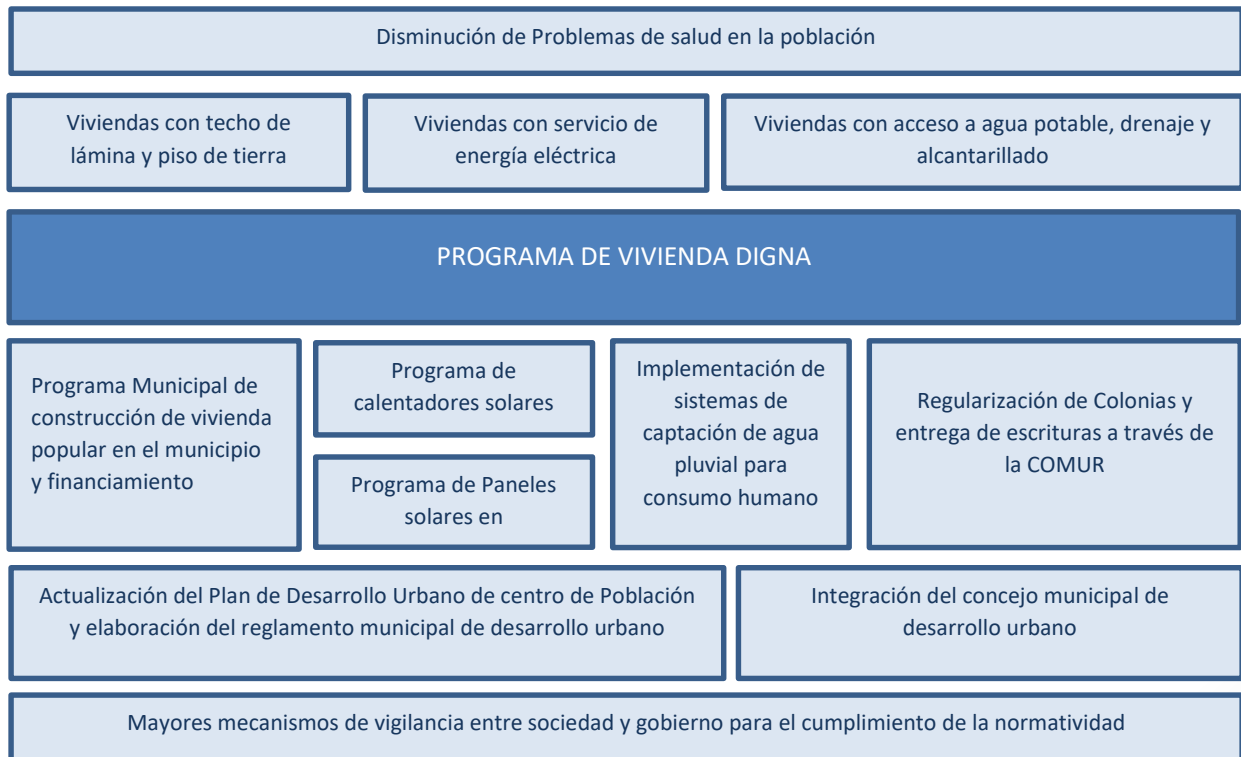 Disminución de Problemas de salud en la población
Viviendas con techo de
lámina y piso de tierra
Viviendas con servicio de
energía eléctrica
Viviendas con acceso a agua potable, drenaje y
alcantarillado
PROGRAMA DE VIVIENDA DIGNA
Programa Municipal de
construcción de vivienda
popular en el municipio
y financiamiento
Programa de
calentadores solares
Programa de Paneles
solares en
Implementación de
sistemas de
captación de agua
pluvial para
consumo humano
Regularización de Colonias y
entrega de escrituras a través de
la COMUR
Actualización del Plan de Desarrollo Urbano de centro de Población
y elaboración del reglamento municipal de desarrollo urbano
Integración del concejo municipal de
desarrollo urbano
Mayores mecanismos de vigilancia entre sociedad y gobierno para el cumplimiento de la normatividad